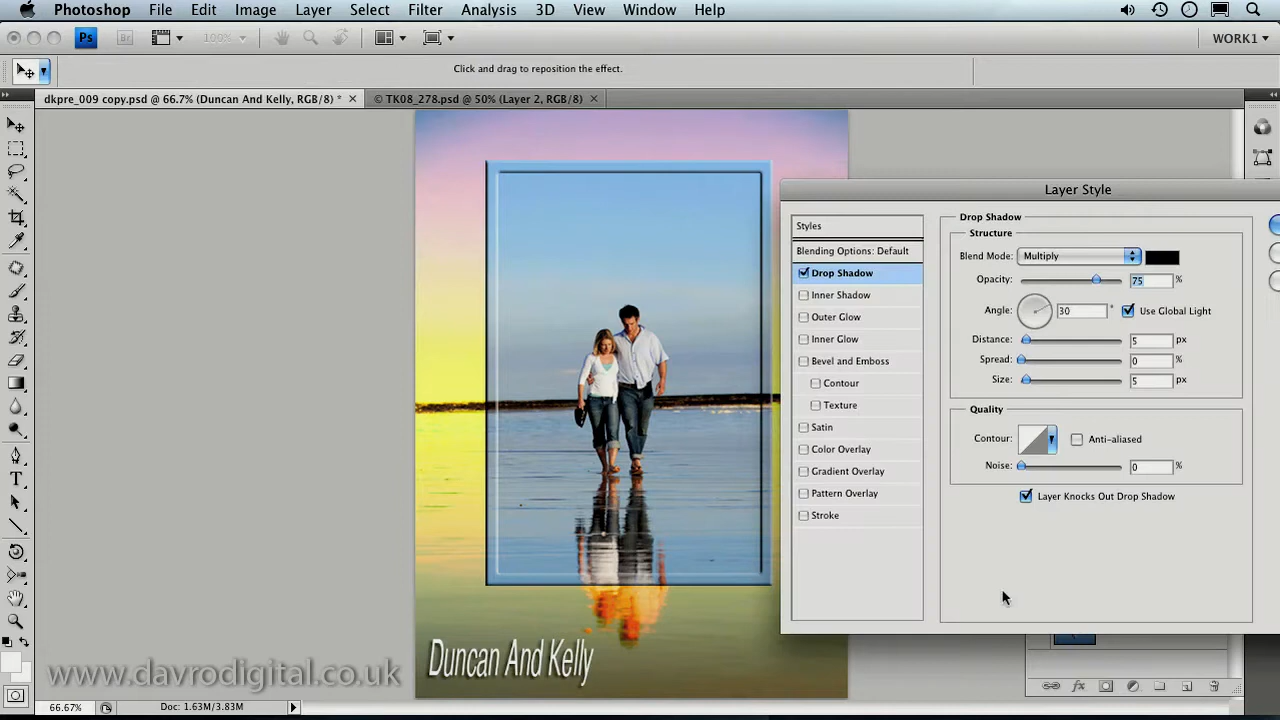 Photoshop File Edit Image Layer Select Filter Analysis 3D View Window Help
Ps Br 100% WORK1
Click and drag to reposition the effect.
dkpre_009 copy.psd @ 66.7% (Duncan And Kelly, RGB/8) * × © TK08_278.psd @ 50% (Layer 2, RGB/8) ×
Layer Style
Styles
Blending Options: Default
Drop Shadow
Inner Shadow
Outer Glow
Inner Glow
Bevel and Emboss
Contour
Texture
Satin
Color Overlay
Gradient Overlay
Pattern Overlay
Stroke
Drop Shadow
Structure
Blend Mode: Multiply
Opacity: 75 %
Angle: 30 ° Use Global Light
Distance: 5 px
Spread: 0 %
Size: 5 px
Quality
Contour: Anti-aliased
Noise: 0 %
Layer Knocks Out Drop Shadow
Duncan And Kelly
www.davrodigital.co.uk
66.67% Doc: 1.63M/3.83M
fx